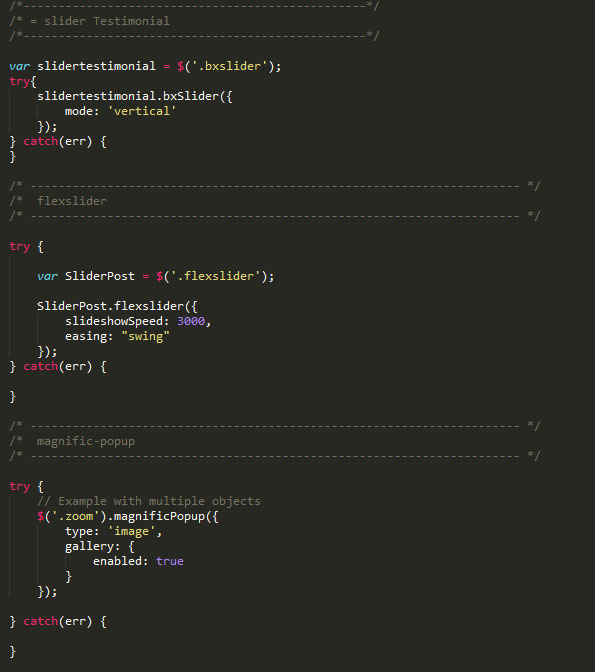 /*-------------------------------------------------*/
/* = slider Testimonial
/*-------------------------------------------------*/
var slidertestimonial = $('.bxslider');
try{
slidertestimonial.bxSlider({
mode: 'vertical'
});
} catch(err) {
}
/* ---------------------------------------------------------------------- */
/*  flexslider
/* ---------------------------------------------------------------------- */
try {
var SliderPost = $('.flexslider');
SliderPost.flexslider({
slideshowSpeed: 3000,
easing: "swing"
});
} catch(err) {
}
/* ---------------------------------------------------------------------- */
/*  magnific-popup
/* ---------------------------------------------------------------------- */
try {
// Example with multiple objects
$('.zoom').magnificPopup({
type: 'image',
gallery: {
enabled: true
}
});
} catch(err) {
}